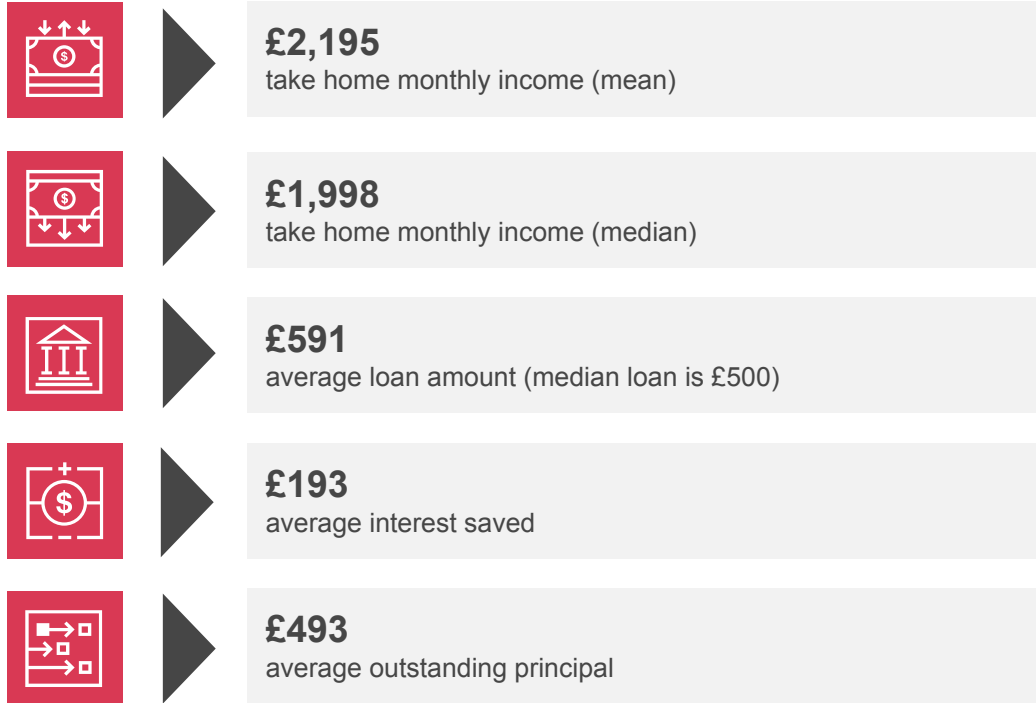 $
£2,195
take home monthly income (mean)
$
£1,998
take home monthly income (median)
£591
average loan amount (median loan is £500)
$
£193
average interest saved
£493
average outstanding principal